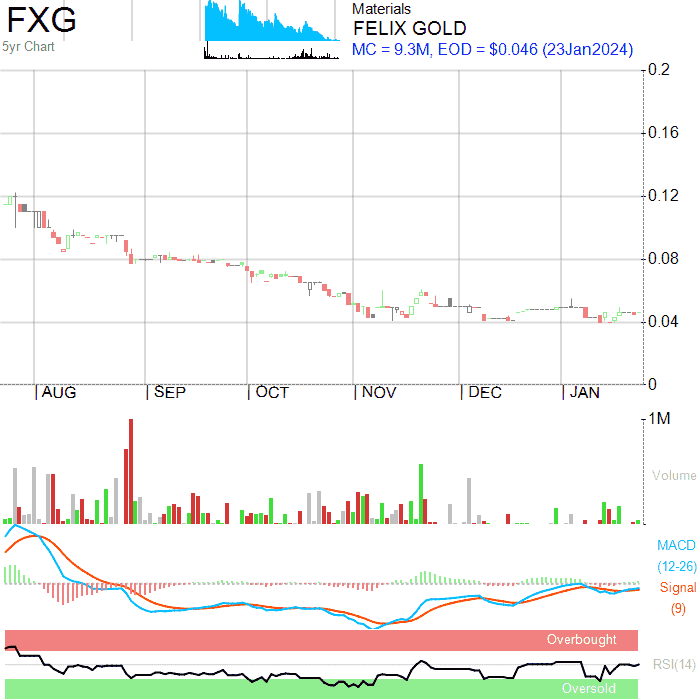 FXG
5yr Chart
Materials
FELIX GOLD
MC = 9.3M, EOD = $0.046 (23Jan2024)
0.2
0.16
0.12
0.08
0.04
0
AUG SEP OCT NOV DEC JAN
1M
Volume
MACD
(12-26)
Signal
(9)
Overbought
RSI(14)
Oversold